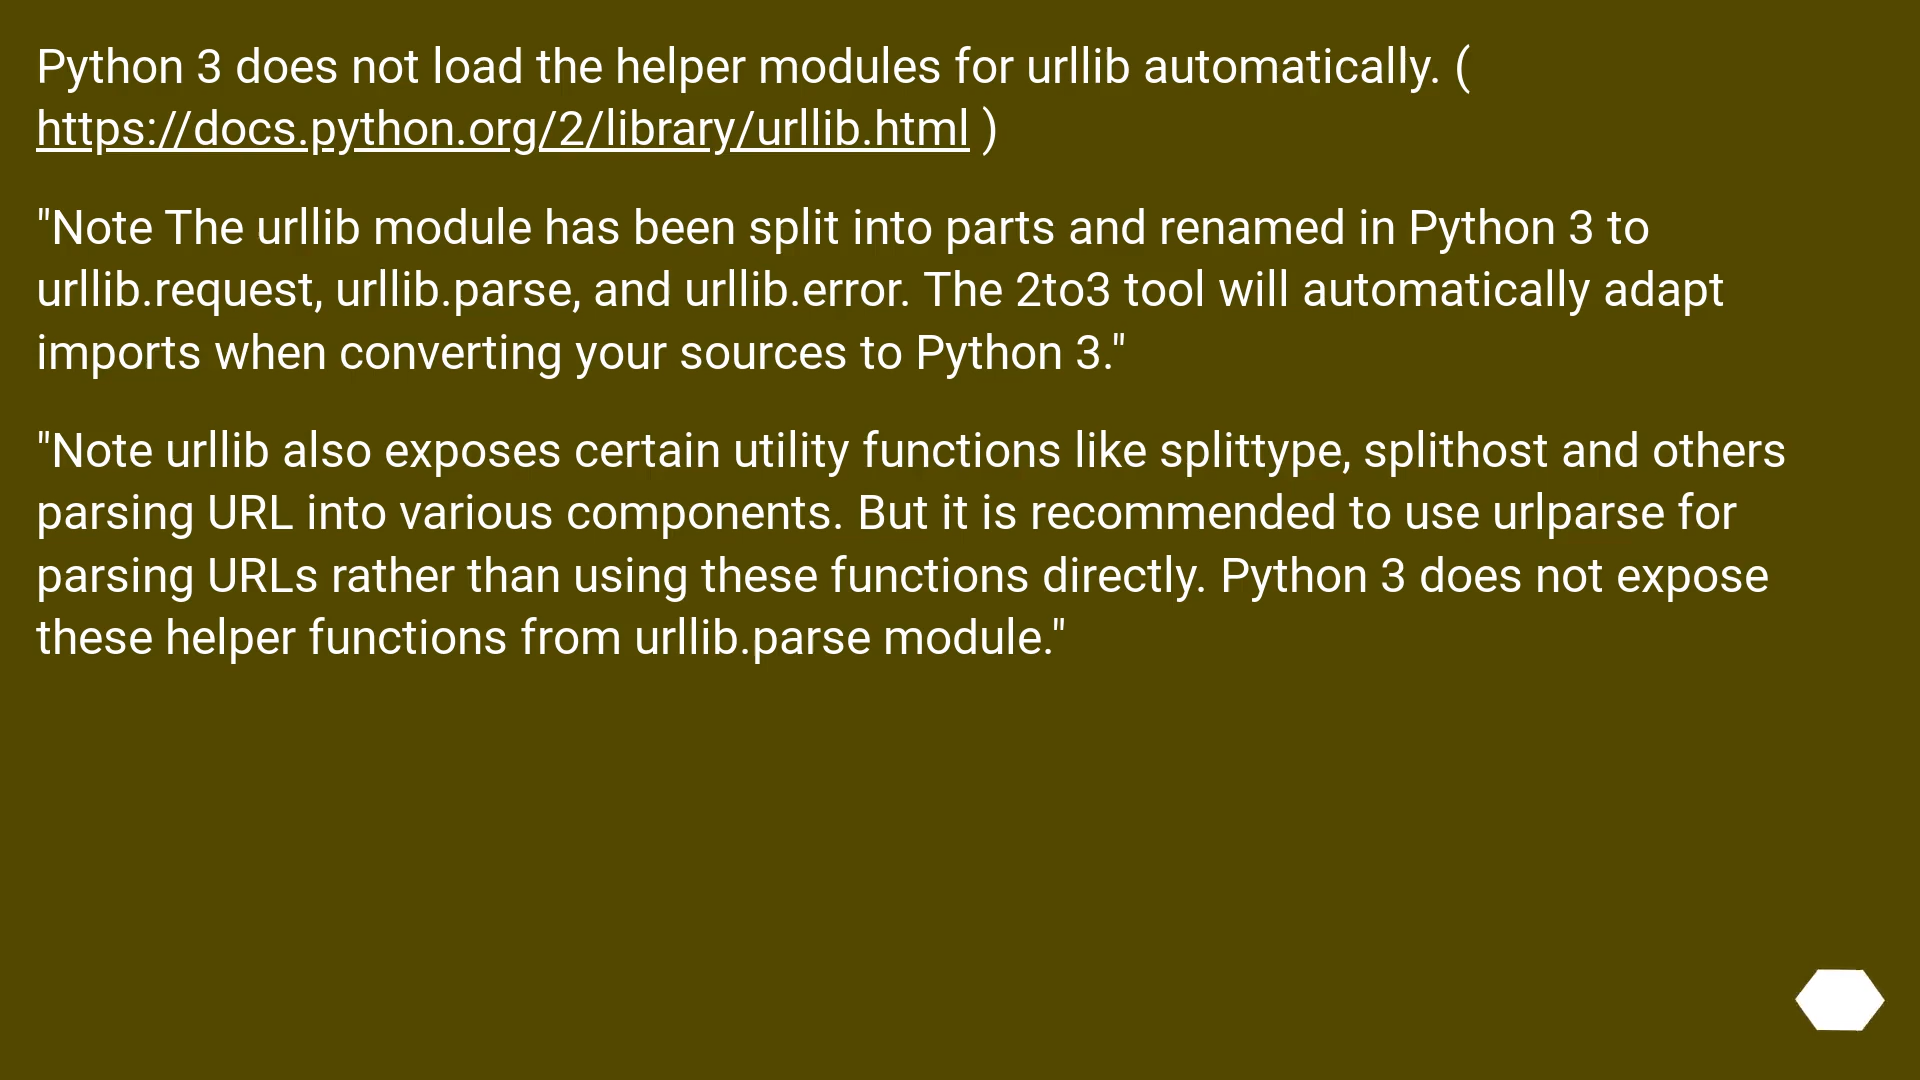 Python 3 does not load the helper modules for urllib automatically. (
https://docs.python.org/2/library/urllib.html )
"Note The urllib module has been split into parts and renamed in Python 3 to
urllib.request, urllib.parse, and urllib.error. The 2to3 tool will automatically adapt
imports when converting your sources to Python 3."
"Note urllib also exposes certain utility functions like splittype, splithost and others
parsing URL into various components. But it is recommended to use urlparse for
parsing URLs rather than using these functions directly. Python 3 does not expose
these helper functions from urllib.parse module."